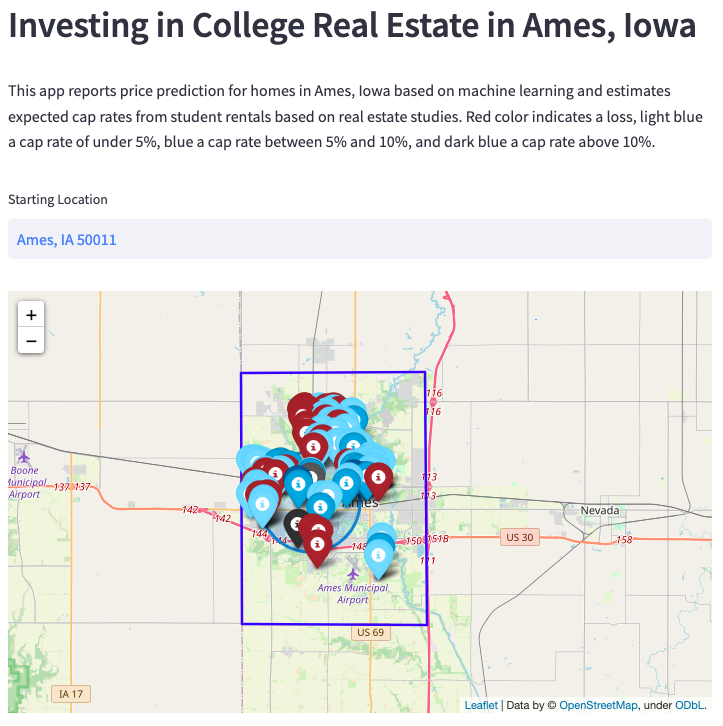 Investing in College Real Estate in Ames, Iowa
This app reports price prediction for homes in Ames, Iowa based on machine learning and estimates
expected cap rates from student rentals based on real estate studies. Red color indicates a loss, light blue
a cap rate of under 5%, blue a cap rate between 5% and 10%, and dark blue a cap rate above 10%.
Starting Location
Ames, IA 50011
+
−
116
116
Boone
Municipal
Airport
137 137
113
113
142
142
Ames
Nevada
144
148
150
151B
US 30
158
111
Ames Municipal
Airport
US 69
IA 17
Leaflet | Data by © OpenStreetMap, under ODbL.